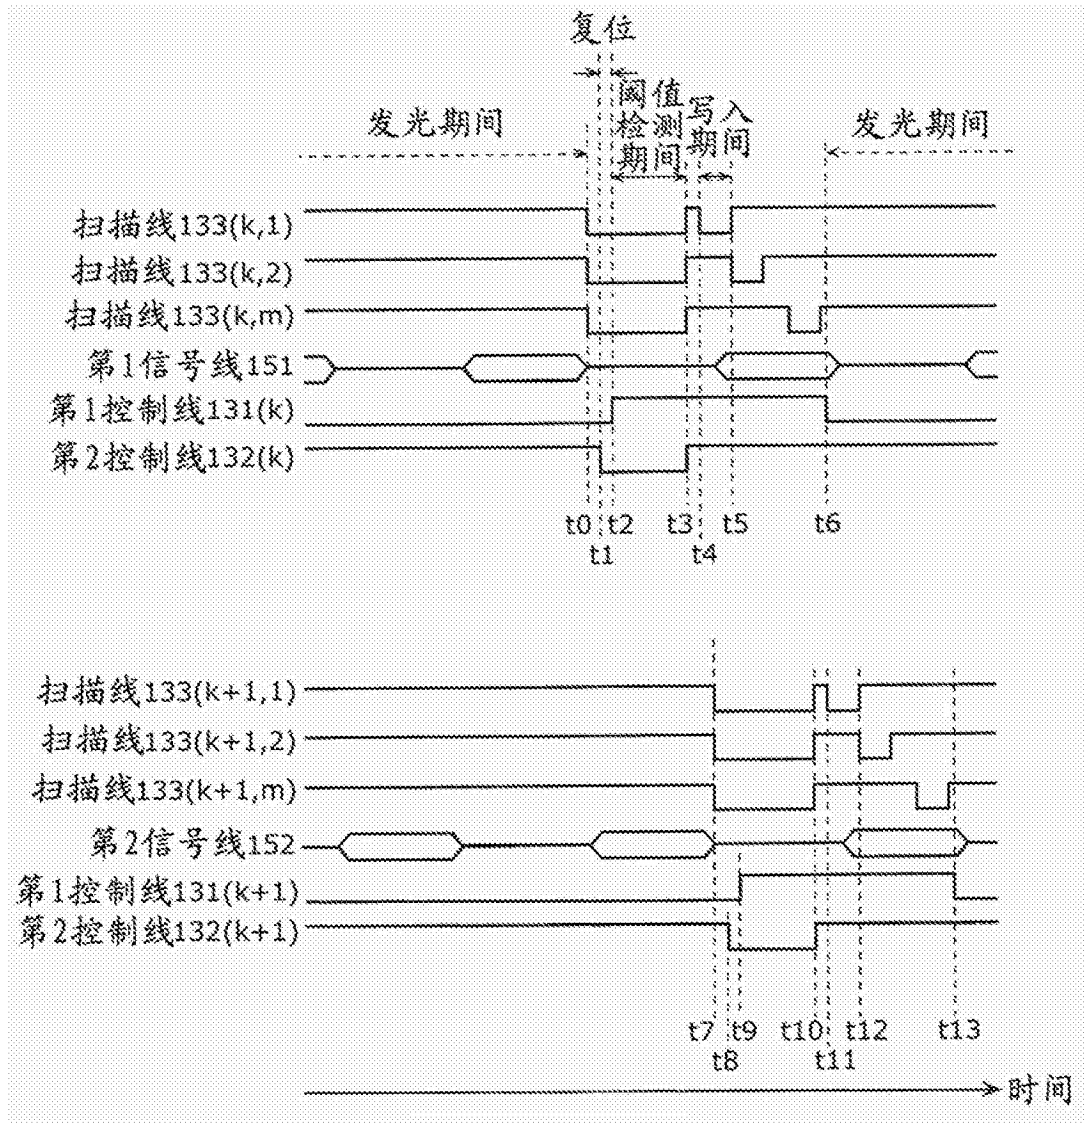 复位
阈值检测期间
写入期间
发光期间
发光期间
扫描线133(k,1)
扫描线133(k,2)
扫描线133(k,m)
第1信号线151
第1控制线131(k)
第2控制线132(k)
t0 t2 t3 t5 t6
t1 t4
扫描线133(k+1,1)
扫描线133(k+1,2)
扫描线133(k+1,m)
第2信号线152
第1控制线131(k+1)
第2控制线132(k+1)
t7 t9 t10 t12 t13
t8 t11
时间